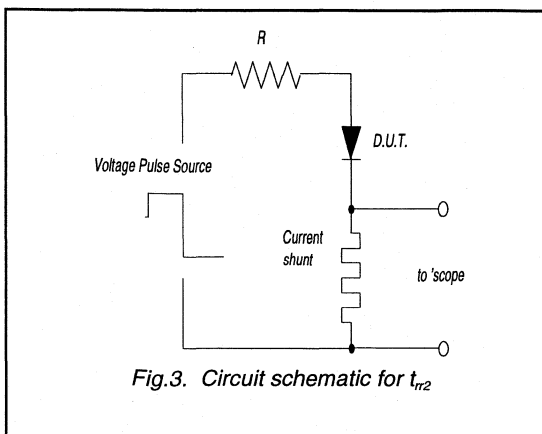 R
D.U.T.
Voltage Pulse Source
Current
shunt
to 'scope
Fig.3. Circuit schematic for trr2